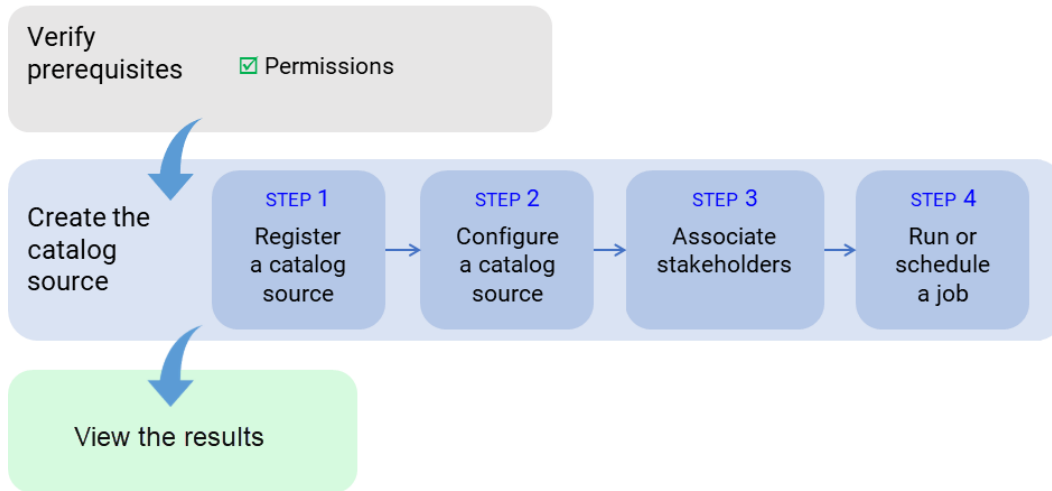 Verify
prerequisites
Permissions
Create the
catalog
source
STEP 1
Register
a catalog
source
STEP 2
Configure
a catalog
source
STEP 3
Associate
stakeholders
STEP 4
Run or
schedule
a job
View the results